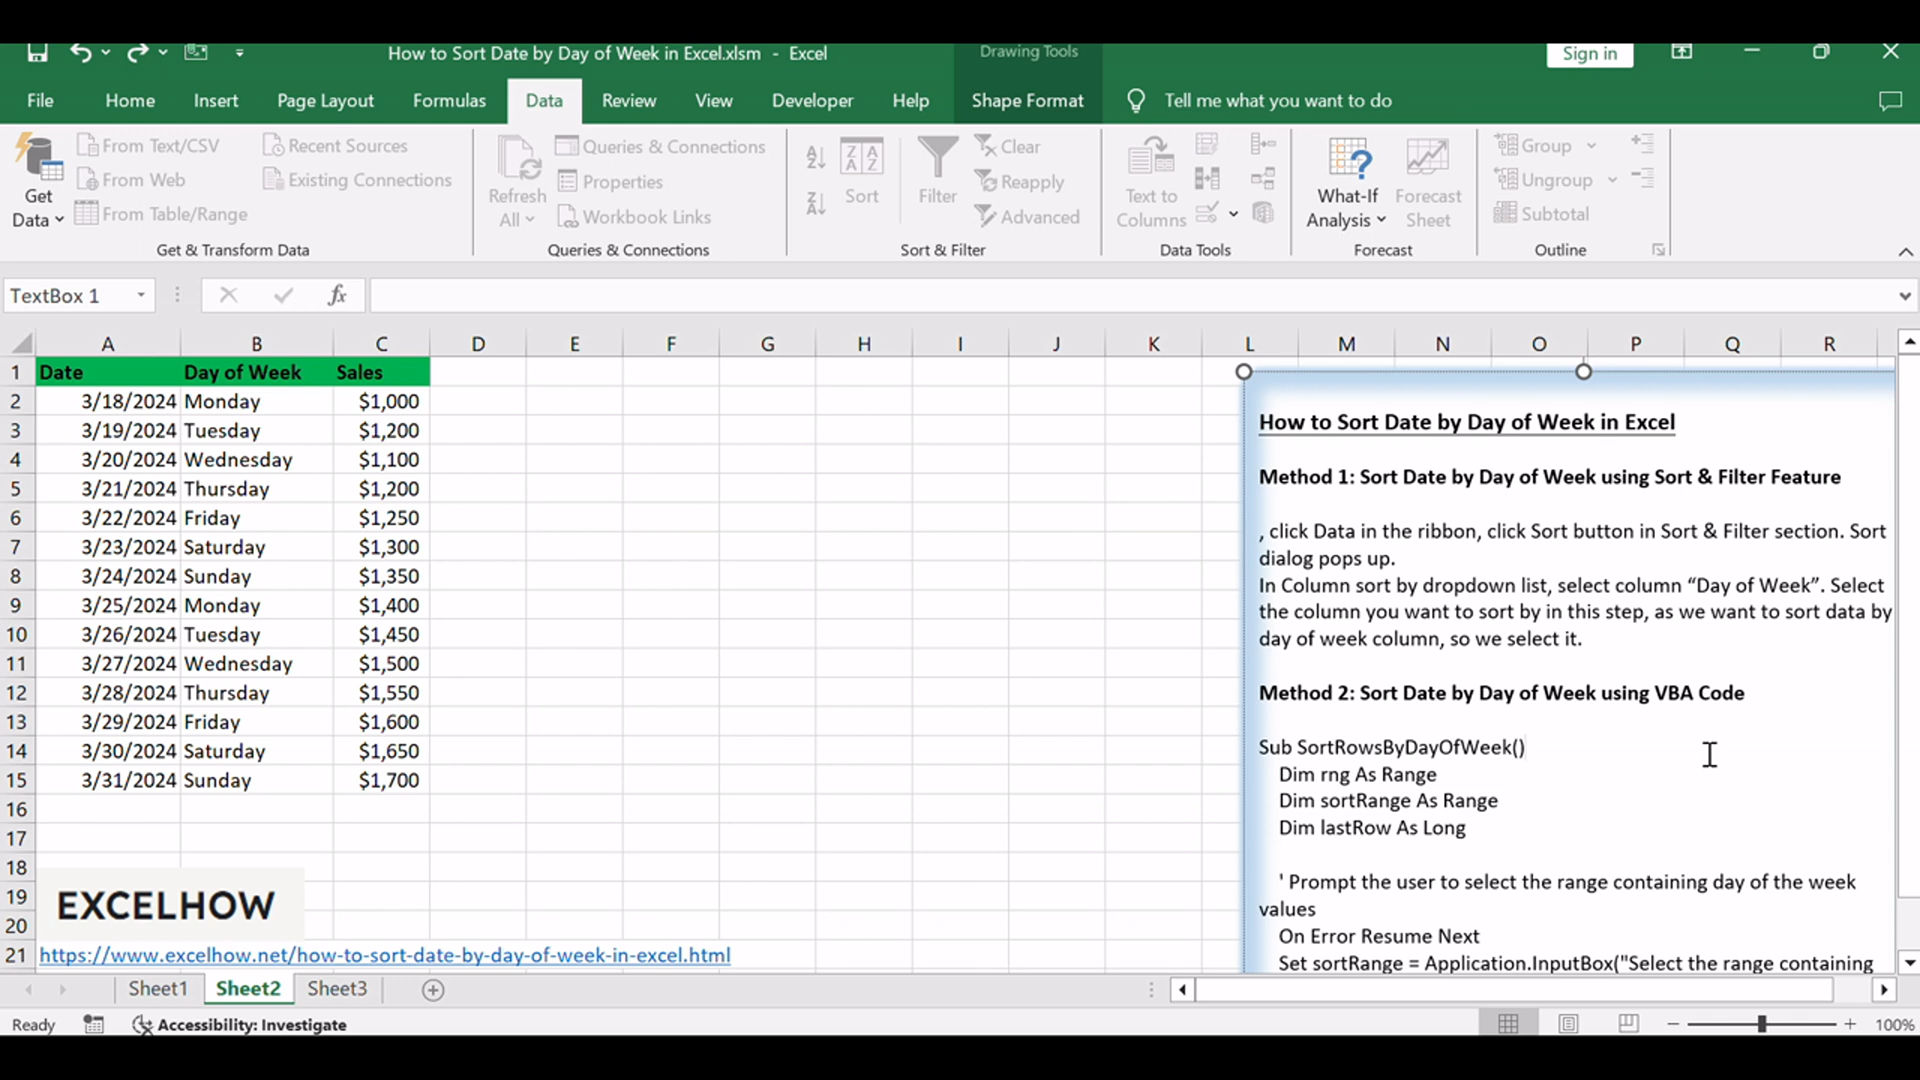 How to Sort Date by Day of Week in Excel.xlsm - Excel
Drawing Tools
Sign in
File Home Insert Page Layout Formulas Data Review View Developer Help Shape Format Tell me what you want to do
Get Data
From Text/CSV
From Web
From Table/Range
Recent Sources
Existing Connections
Get & Transform Data
Refresh All
Queries & Connections
Properties
Workbook Links
Queries & Connections
Sort
Filter
Clear
Reapply
Advanced
Sort & Filter
Text to Columns
Data Tools
What-If Analysis
Forecast Sheet
Forecast
Group
Ungroup
Subtotal
Outline
TextBox 1
fx
A B C D E F G H I J K L M N O P Q R
1 Date Day of Week Sales
2 3/18/2024 Monday $1,000
3 3/19/2024 Tuesday $1,200
4 3/20/2024 Wednesday $1,100
5 3/21/2024 Thursday $1,200
6 3/22/2024 Friday $1,250
7 3/23/2024 Saturday $1,300
8 3/24/2024 Sunday $1,350
9 3/25/2024 Monday $1,400
10 3/26/2024 Tuesday $1,450
11 3/27/2024 Wednesday $1,500
12 3/28/2024 Thursday $1,550
13 3/29/2024 Friday $1,600
14 3/30/2024 Saturday $1,650
15 3/31/2024 Sunday $1,700
16
17
18
19
20
21 https://www.excelhow.net/how-to-sort-date-by-day-of-week-in-excel.html
EXCELHOW
How to Sort Date by Day of Week in Excel
Method 1: Sort Date by Day of Week using Sort & Filter Feature
, click Data in the ribbon, click Sort button in Sort & Filter section. Sort
dialog pops up.
In Column sort by dropdown list, select column “Day of Week”. Select
the column you want to sort by in this step, as we want to sort data by
day of week column, so we select it.
Method 2: Sort Date by Day of Week using VBA Code
Sub SortRowsByDayOfWeek()
Dim rng As Range
Dim sortRange As Range
Dim lastRow As Long
' Prompt the user to select the range containing day of the week
values
On Error Resume Next
Set sortRange = Application.InputBox("Select the range containing
Sheet1 Sheet2 Sheet3
Ready
Accessibility: Investigate
100%